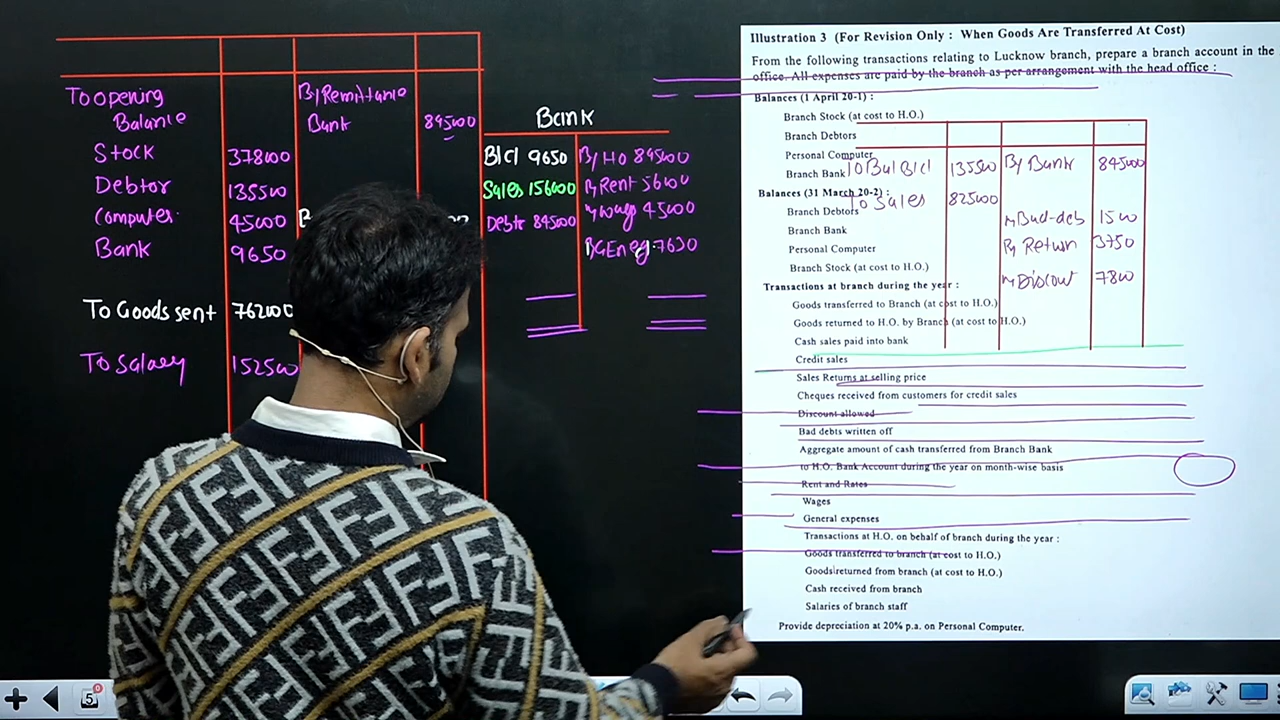 To opening
Balance
By Remittance
Bank 845000
Stock 378000
Debtor 135500
Computer 45000
Bank 9650
To Goods sent 762000
To Salary 152500
Bank
B/d 9650 By HO 845000
Sales 156000 By Rent 56000
Debtr 845000 By wages 45000
7630
Illustration 3 (For Revision Only : When Goods Are Transferred At Cost)
From the following transactions relating to Lucknow branch, prepare a branch account in the
office. All expenses are paid by the branch as per arrangement with the head office :
Balances (1 April 20-1) :
Branch Stock (at cost to H.O.)
Branch Debtors
Personal Computer
Branch Bank
Balances (31 March 20-2) :
Branch Debtors
Branch Bank
Personal Computer
Branch Stock (at cost to H.O.)
To Bal B/d 135500 By Bank 845000
To Sales 825000
By Bad-deb 1500
By Return 3750
By Discout 7800
Transactions at branch during the year :
Goods transferred to Branch (at cost to H.O.)
Goods returned to H.O. by Branch (at cost to H.O.)
Cash sales paid into bank
Credit sales
Sales Returns at selling price
Cheques received from customers for credit sales
Discount allowed
Bad debts written off
Aggregate amount of cash transferred from Branch Bank
to H.O. Bank Account during the year on month-wise basis
Rent and Rates
Wages
General expenses
Transactions at H.O. on behalf of branch during the year :
Goods transferred to branch (at cost to H.O.)
Goods returned from branch (at cost to H.O.)
Cash received from branch
Salaries of branch staff
Provide depreciation at 20% p.a. on Personal Computer.
5